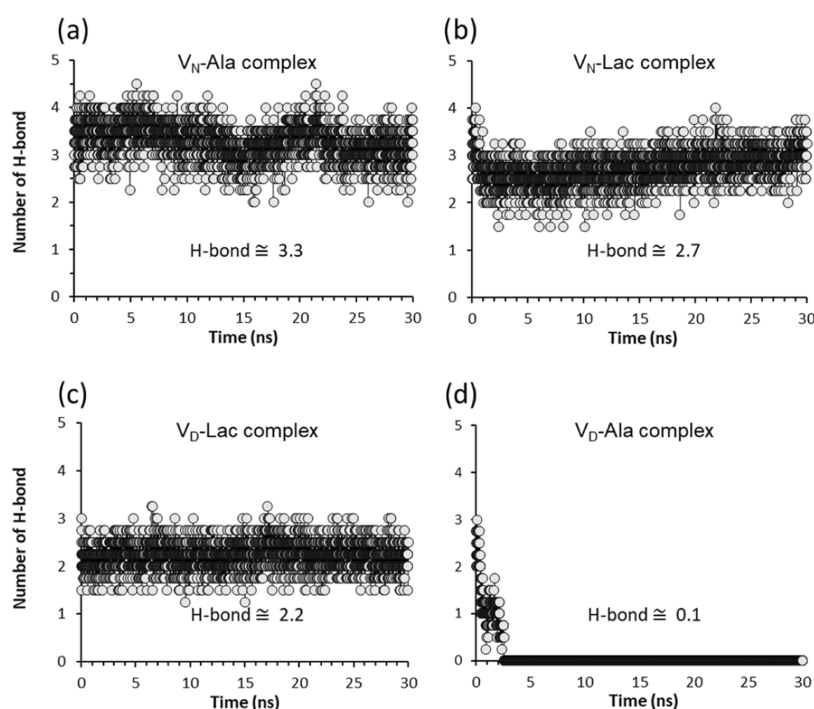 (a)
V_N-Ala complex
5
4
3
2
1
0
Number of H-bond
H-bond ≅ 3.3
0 5 10 15 20 25 30
Time (ns)
(b)
V_N-Lac complex
5
4
3
2
1
0
H-bond ≅ 2.7
0 5 10 15 20 25 30
Time (ns)
(c)
V_D-Lac complex
5
4
3
2
1
0
Number of H-bond
H-bond ≅ 2.2
0 5 10 15 20 25 30
Time (ns)
(d)
V_D-Ala complex
5
4
3
2
1
0
H-bond ≅ 0.1
0 5 10 15 20 25 30
Time (ns)